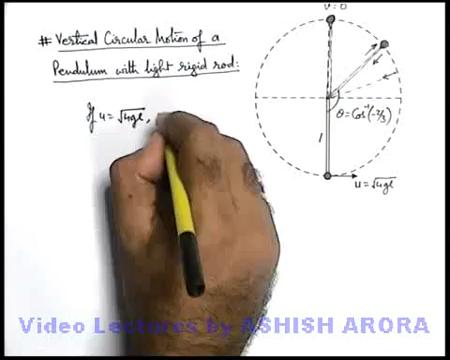 # Vertical Circular Motion of a
Pendulum with light rigid rod:
If u = √4gl,
v = 0
θ = Cos⁻¹(-2/3)
l
u = √4gl
Video Lectures by ASHISH ARORA